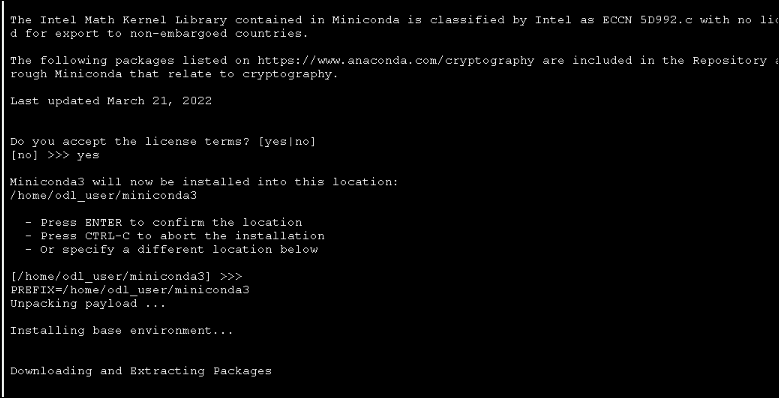 The Intel Math Kernel Library contained in Miniconda is classified by Intel as ECCN 5D992.c with no lic
d for export to non-embargoed countries.
The following packages listed on https://www.anaconda.com/cryptography are included in the Repository a
rough Miniconda that relate to cryptography.
Last updated March 21, 2022
Do you accept the license terms? [yes|no]
[no] >>> yes
Miniconda3 will now be installed into this location:
/home/odl_user/miniconda3
- Press ENTER to confirm the location
- Press CTRL-C to abort the installation
- Or specify a different location below
[/home/odl_user/miniconda3] >>>
PREFIX=/home/odl_user/miniconda3
Unpacking payload ...
Installing base environment...
Downloading and Extracting Packages